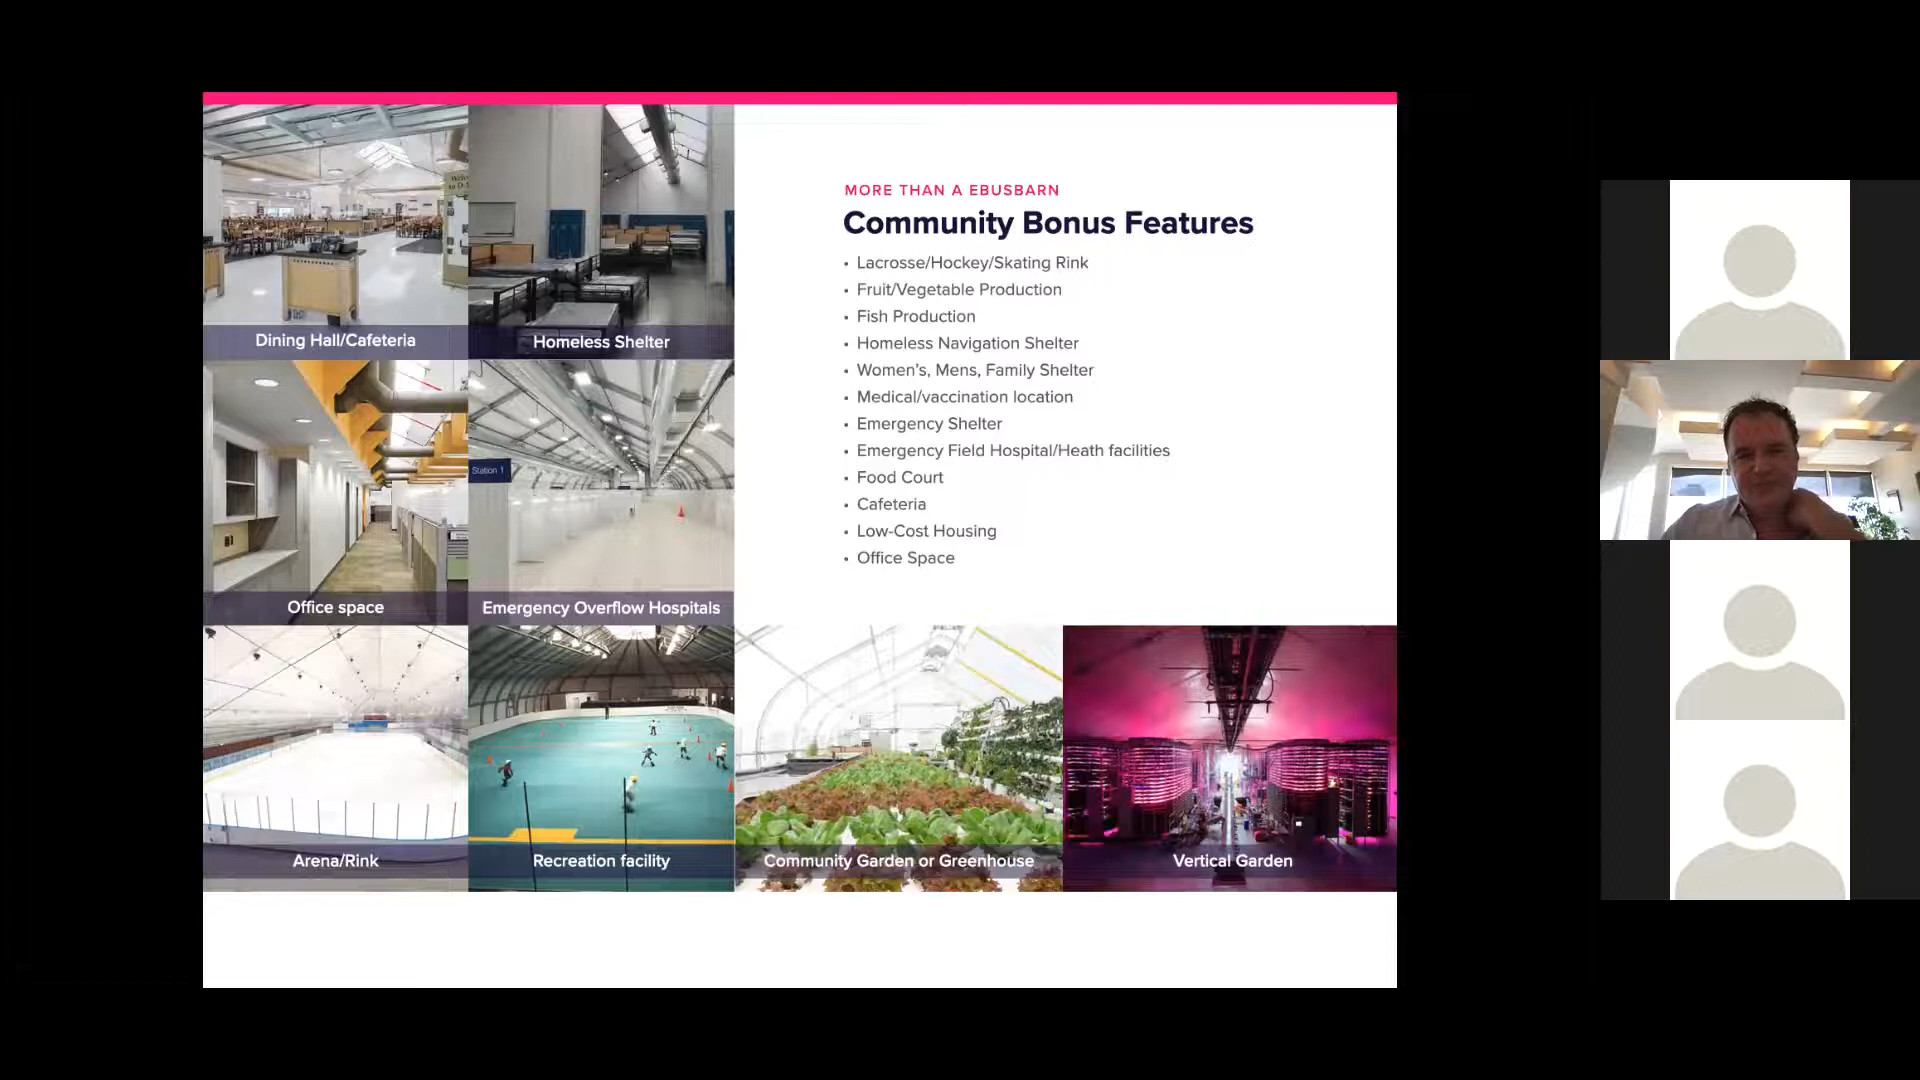 MORE THAN A EBUSBARN
Community Bonus Features
• Lacrosse/Hockey/Skating Rink
• Fruit/Vegetable Production
• Fish Production
• Homeless Navigation Shelter
• Women's, Mens, Family Shelter
• Medical/vaccination location
• Emergency Shelter
• Emergency Field Hospital/Heath facilities
• Food Court
• Cafeteria
• Low-Cost Housing
• Office Space
Dining Hall/Cafeteria
Homeless Shelter
Station 1
Office space
Emergency Overflow Hospitals
Arena/Rink
Recreation facility
Community Garden or Greenhouse
Vertical Garden